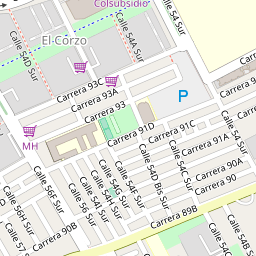 Colsubsidio
Calle 54 Sur
Calle 54A Sur
El-Corzo
Calle 54D Sur
Carrera 93C
Carrera 93A
Carrera 93
P
MH
Carrera 91D
Carrera 91C
Calle 54 Sur
Carrera 91A
Carrera 90A
Carrera 90
Calle 54C Sur
Calle 54D Bis Sur
Calle 54F Sur
Calle 54G Sur
Calle 54H Sur
Calle 54I Sur
Calle 56 Sur
Calle 56F Sur
Calle 56H Sur
Calle 57 Sur
Carrera 90B
Carrera 89B